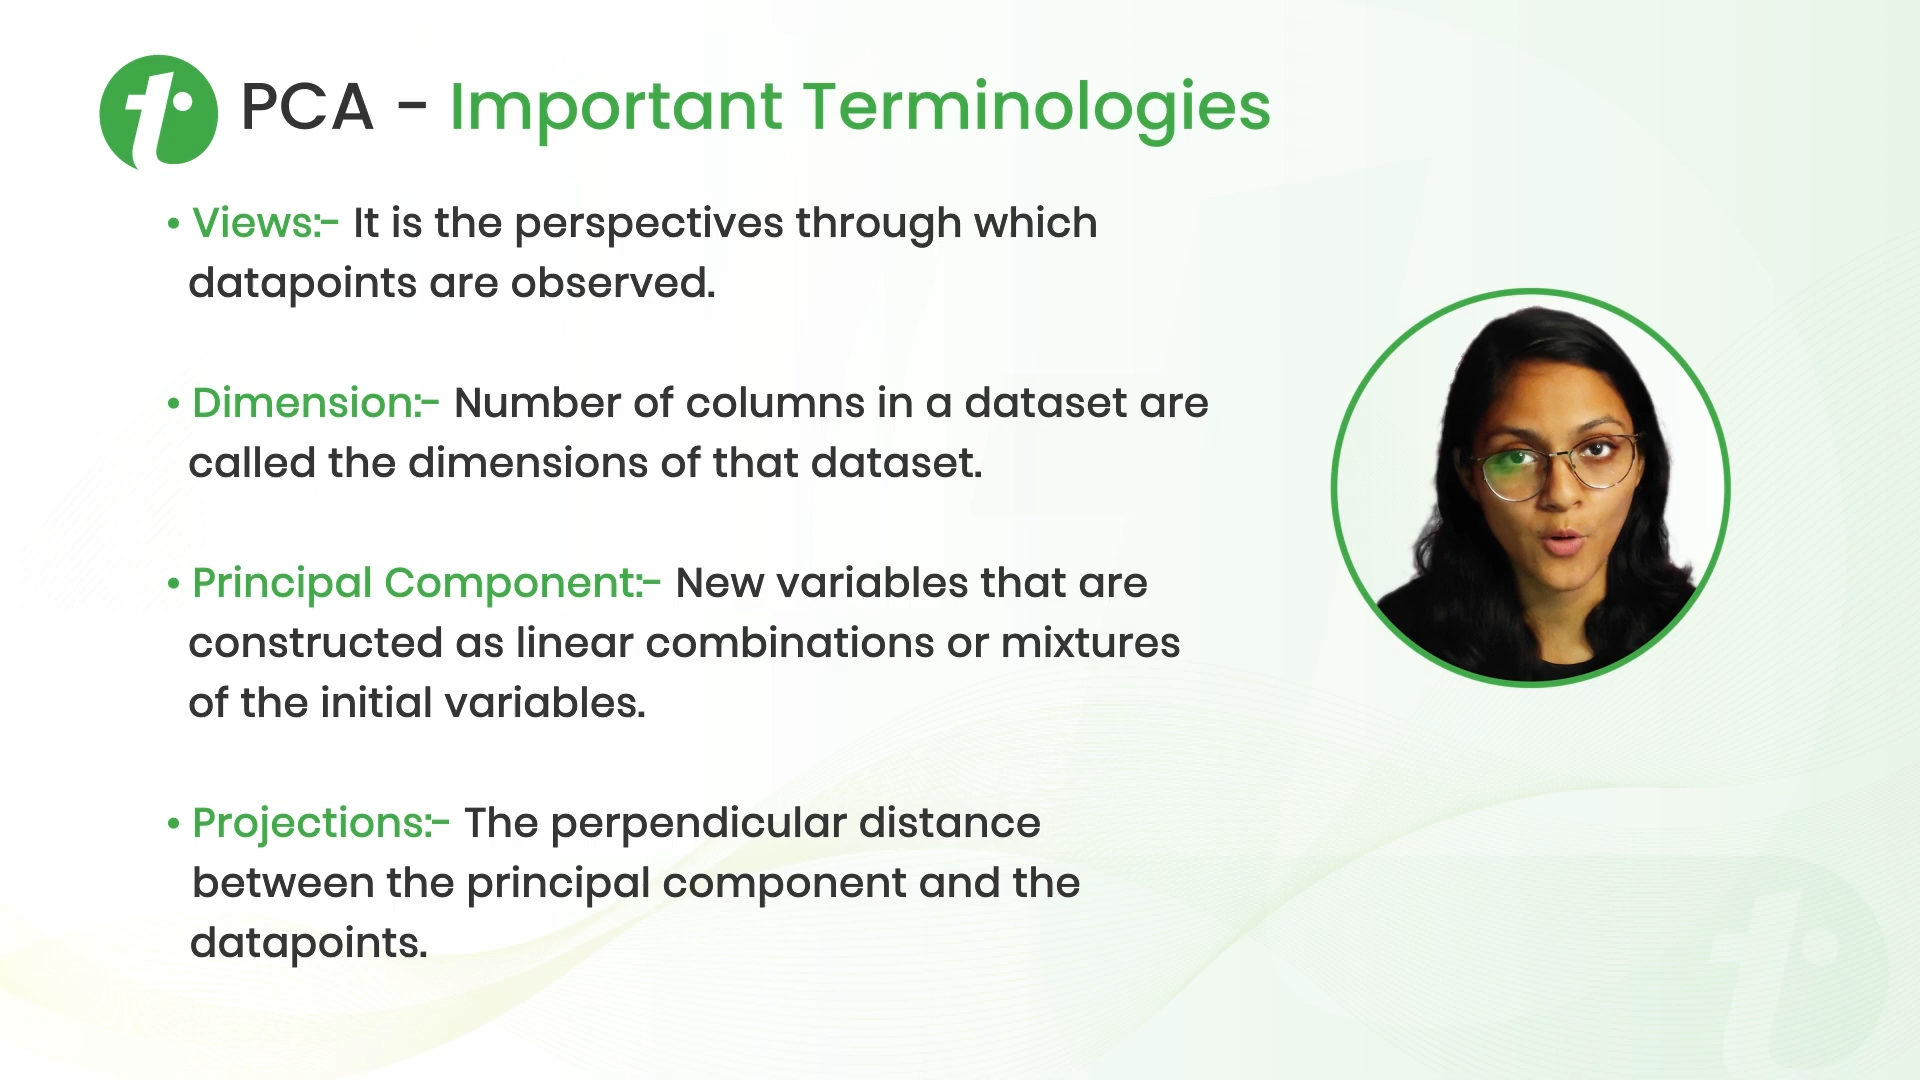 PCA - Important Terminologies
• Views:- It is the perspectives through which
datapoints are observed.
• Dimension:- Number of columns in a dataset are
called the dimensions of that dataset.
• Principal Component:- New variables that are
constructed as linear combinations or mixtures
of the initial variables.
• Projections:- The perpendicular distance
between the principal component and the
datapoints.